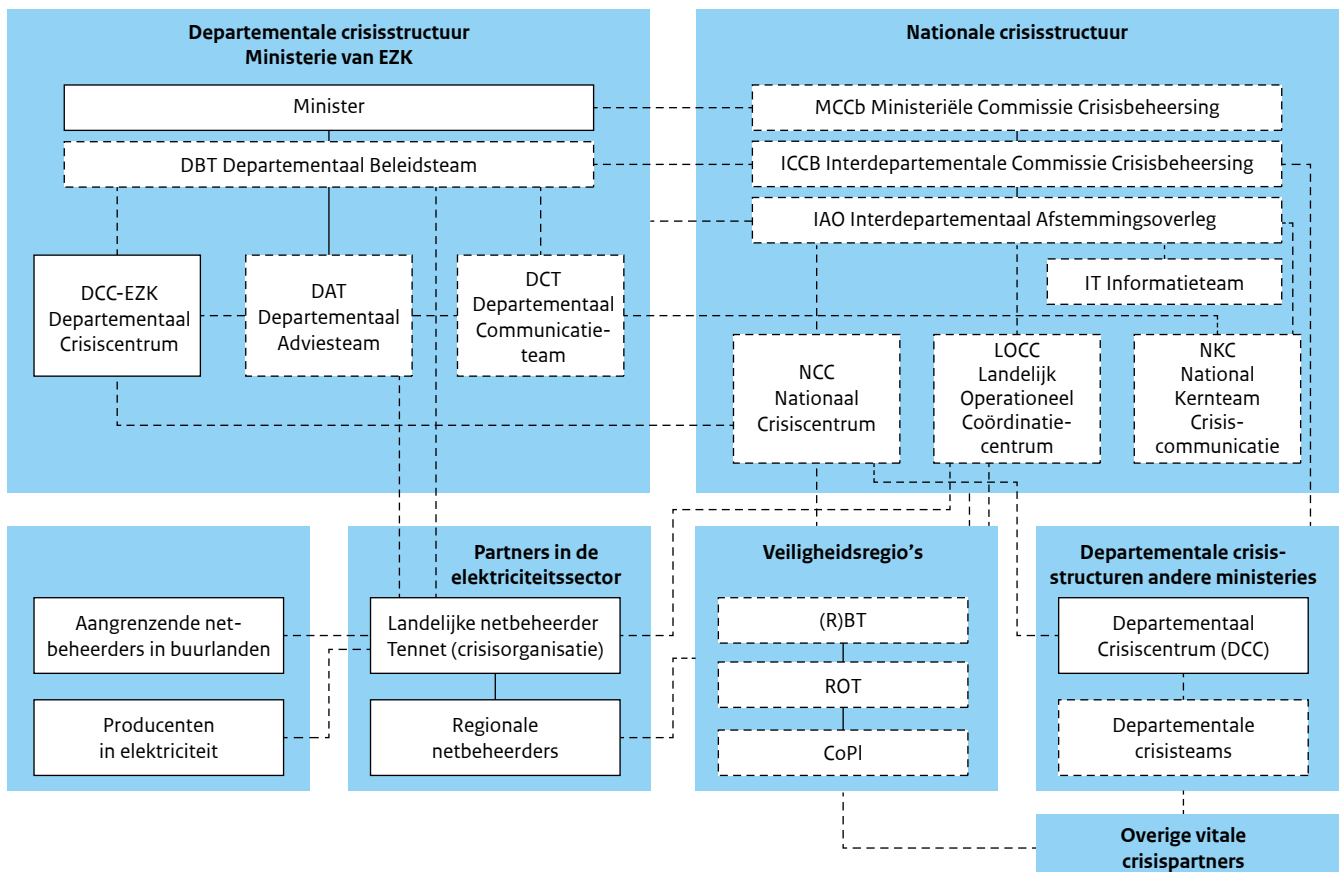 Departementale crisisstructuur
Ministerie van EZK
Minister
DBT Departementaal Beleidsteam
DCC-EZK
Departementaal
Crisiscentrum
DAT
Departementaal
Adviesteam
DCT
Departementaal
Communicatie-
team
Nationale crisisstructuur
MCCb Ministeriële Commissie Crisisbeheersing
ICCB Interdepartementale Commissie Crisisbeheersing
IAO Interdepartementaal Afstemmingsoverleg
IT Informatieteam
NCC
Nationaal
Crisiscentrum
LOCC
Landelijk
Operationeel
Coördinatie-
centrum
NKC
National
Kernteam
Crisis-
communicatie
Aangrenzende net-
beheerders in buurlanden
Producenten
in elektriciteit
Partners in de
elektriciteitssector
Landelijke netbeheerder
Tennet (crisisorganisatie)
Regionale
netbeheerders
Veiligheidsregio’s
(R)BT
ROT
CoPl
Departementale crisis-
structuren andere ministeries
Departementaal
Crisiscentrum (DCC)
Departementale
crisisteams
Overige vitale
crisispartners